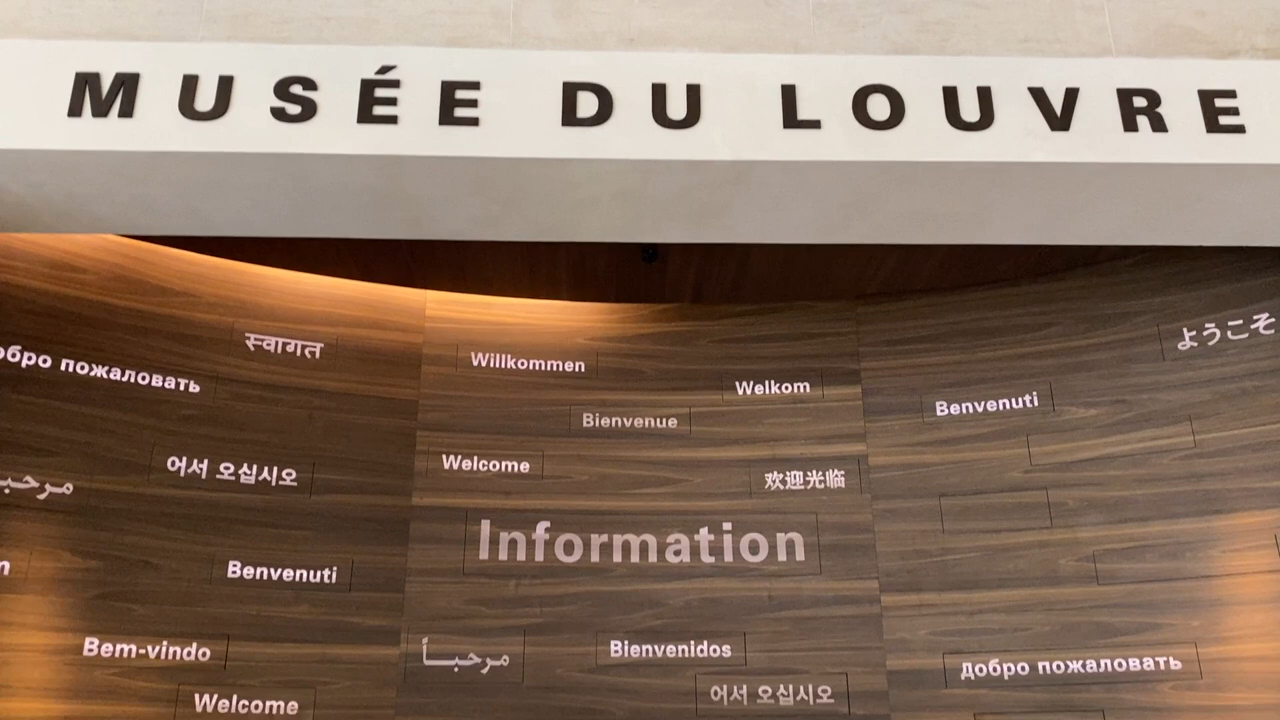 MUSÉE DU LOUVRE
स्वागत
ようこそ
добро пожаловать
Willkommen
Welkom
Benvenuti
Bienvenue
Welcome
어서 오십시오
欢迎光临
Information
Benvenuti
Bem-vindo
مرحباً
Bienvenidos
добро пожаловать
Welcome
어서 오십시오